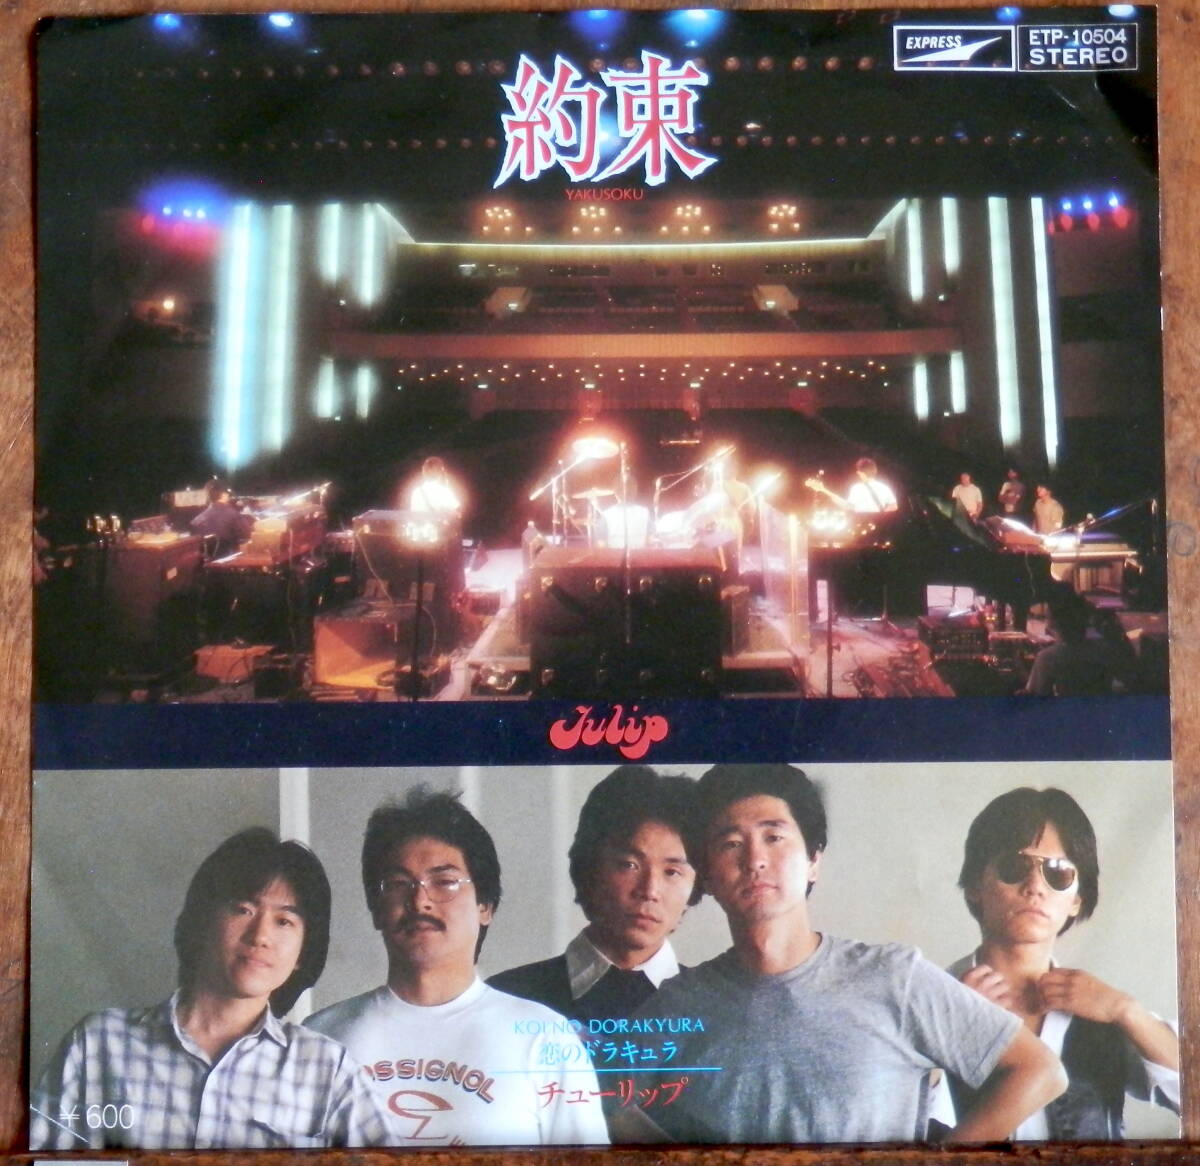 EXPRESS
ETP-10504
STEREO
約束
YAKUSOKU
Tulip
KOI NO DORAKYURA
恋のドラキュラ
チューリップ
OSSIGNOL
¥600